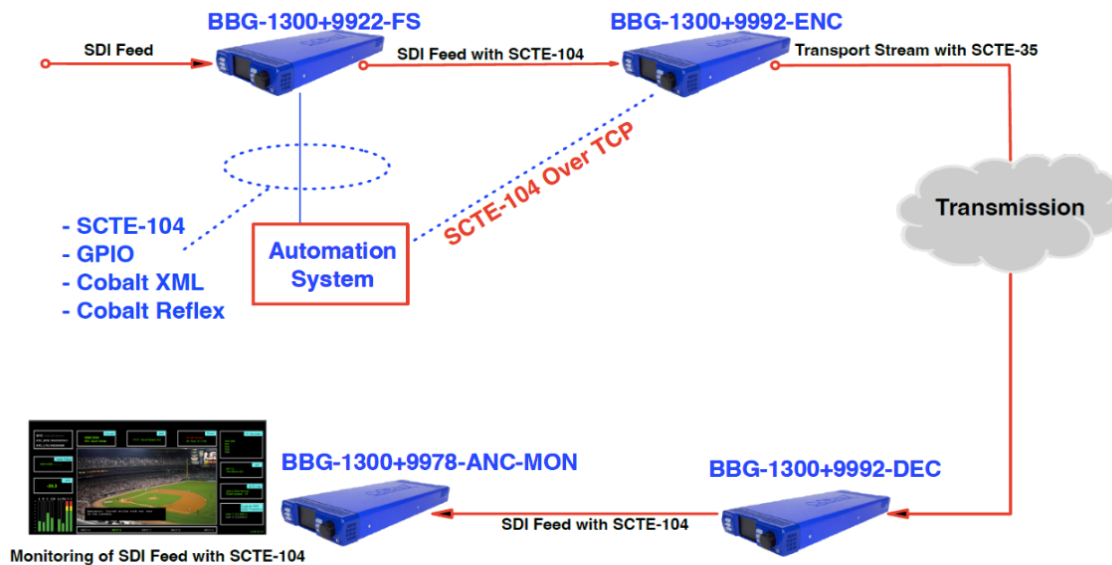 BBG-1300+9922-FS
BBG-1300+9992-ENC
SDI Feed
SDI Feed with SCTE-104
Transport Stream with SCTE-35
SCTE-104 Over TCP
Transmission
- SCTE-104
- GPIO
- Cobalt XML
- Cobalt Reflex
Automation
System
BBG-1300+9978-ANC-MON
BBG-1300+9992-DEC
SDI Feed with SCTE-104
Monitoring of SDI Feed with SCTE-104